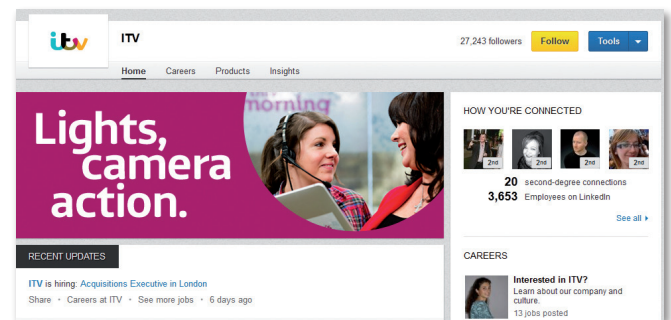 itv
ITV
27,243 followers
Follow
Tools
Home Careers Products Insights
morning
Lights,
camera
action.
HOW YOU'RE CONNECTED
2nd 2nd 2nd 2nd
20 second-degree connections
3,653 Employees on LinkedIn
See all
RECENT UPDATES
ITV is hiring: Acquisitions Executive in London
Share · Careers at ITV · See more jobs · 6 days ago
CAREERS
Interested in ITV?
Learn about our company and
culture.
13 jobs posted